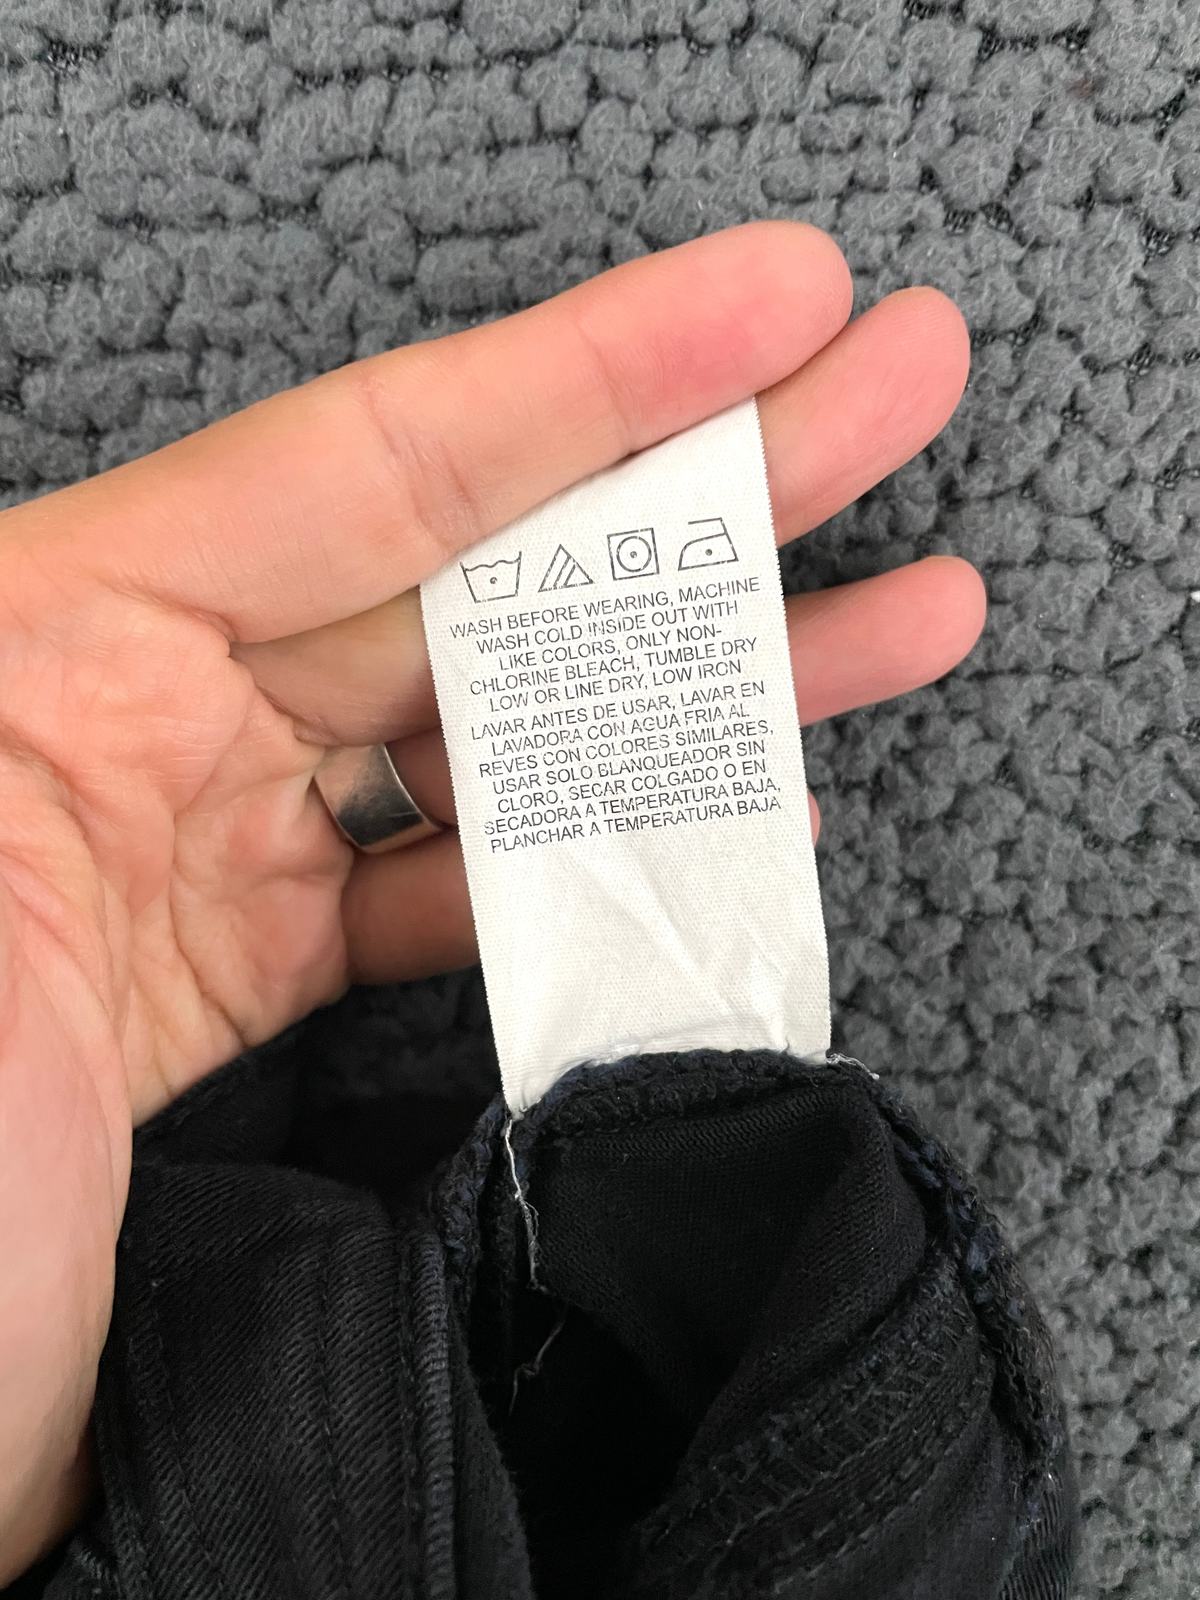 WASH BEFORE WEARING, MACHINE
WASH COLD INSIDE OUT WITH
LIKE COLORS, ONLY NON-
CHLORINE BLEACH, TUMBLE DRY
LOW OR LINE DRY, LOW IRON
LAVAR ANTES DE USAR, LAVAR EN
LAVADORA CON AGUA FRIA AL
REVES CON COLORES SIMILARES,
USAR SOLO BLANQUEADOR SIN
CLORO, SECAR COLGADO O EN
SECADORA A TEMPERATURA BAJA,
PLANCHAR A TEMPERATURA BAJA